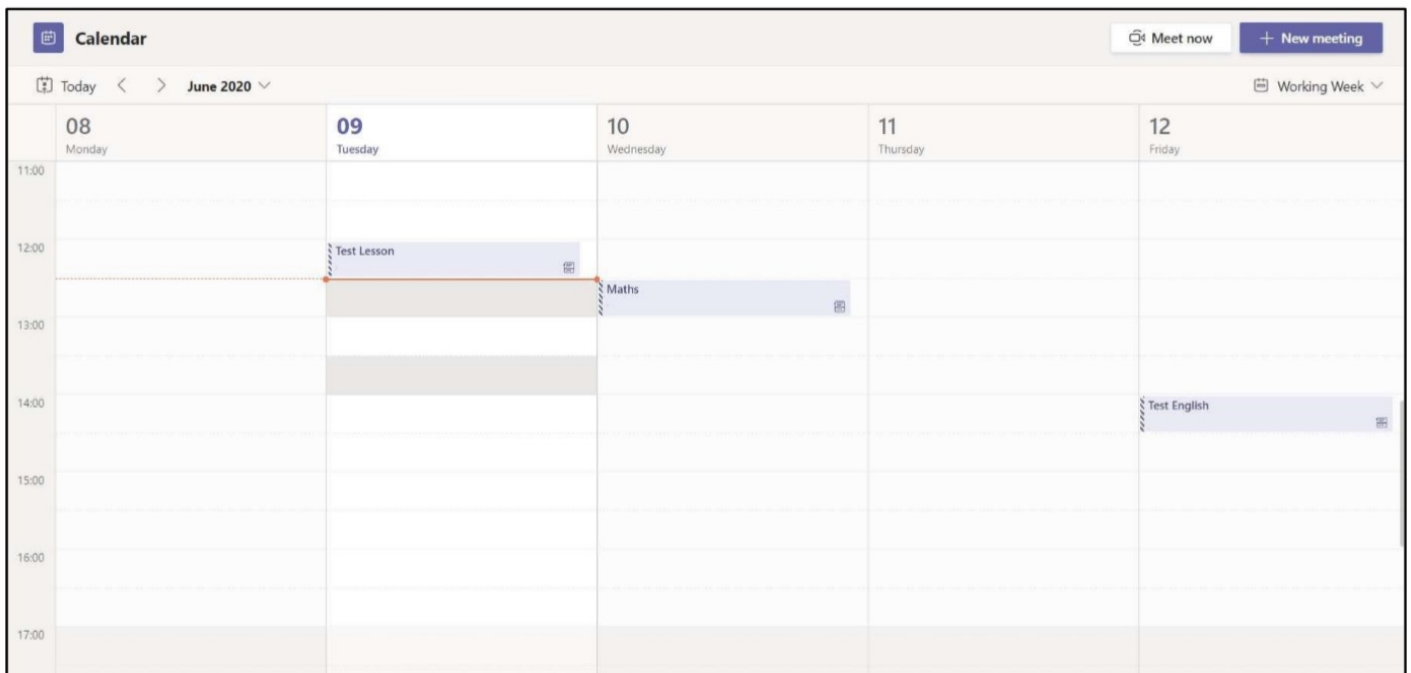 Calendar
Meet now
+ New meeting
Today < > June 2020
Working Week
08 09 10 11 12
Monday Tuesday Wednesday Thursday Friday
11:00
12:00 Test Lesson
Maths
13:00
14:00 Test English
15:00
16:00
17:00